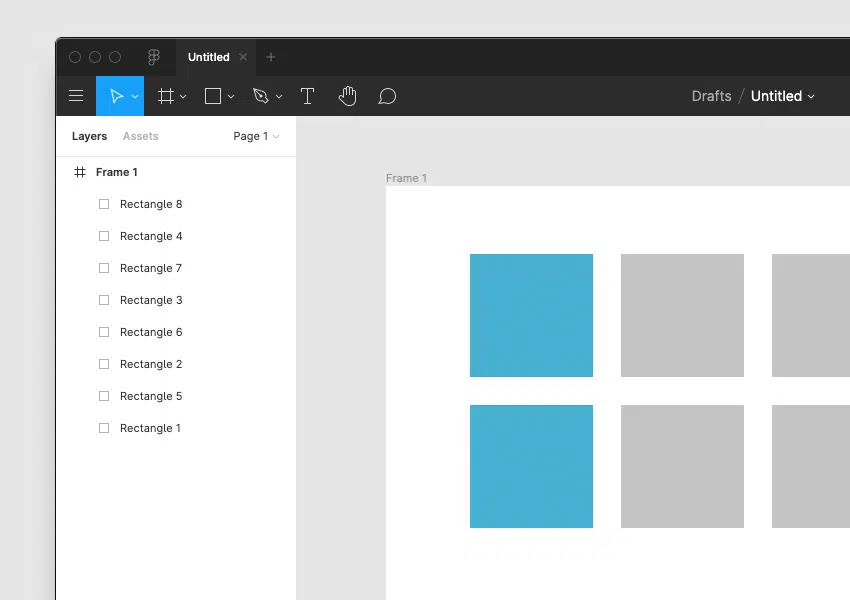 Untitled
Drafts / Untitled
Layers Assets Page 1
Frame 1
Frame 1
Rectangle 8
Rectangle 4
Rectangle 7
Rectangle 3
Rectangle 6
Rectangle 2
Rectangle 5
Rectangle 1